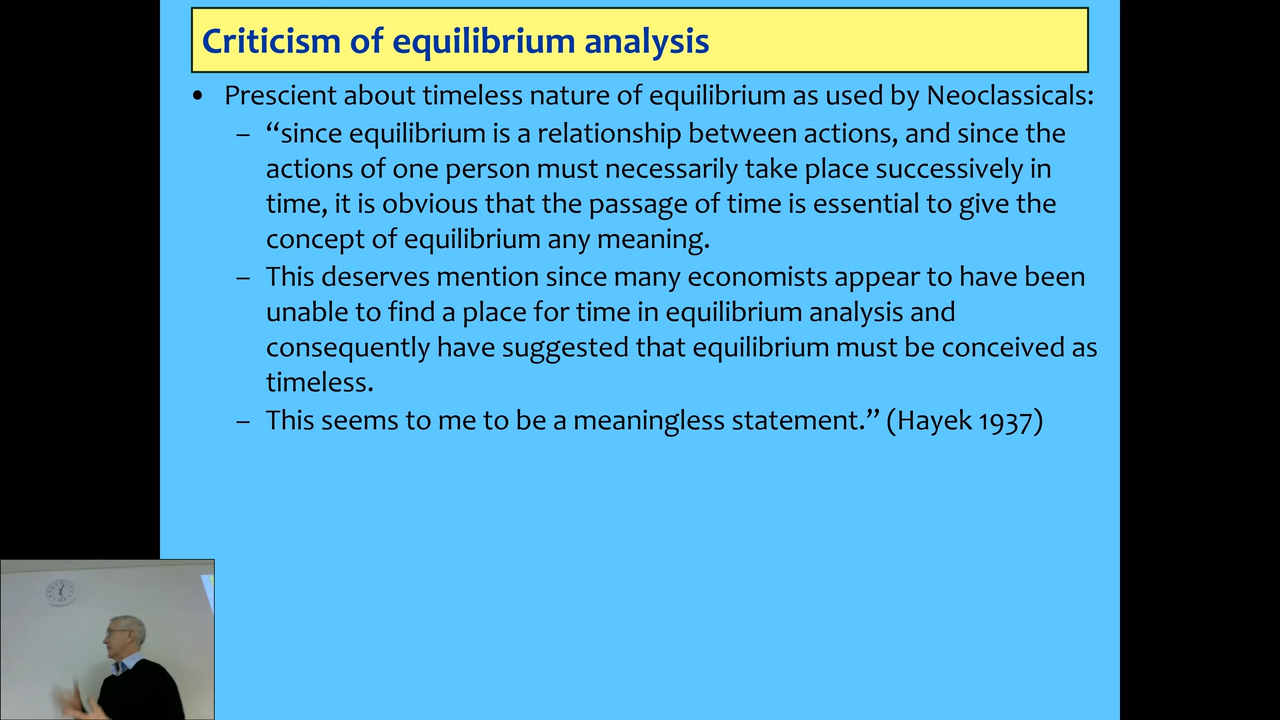 Criticism of equilibrium analysis
• Prescient about timeless nature of equilibrium as used by Neoclassicals:
– “since equilibrium is a relationship between actions, and since the
actions of one person must necessarily take place successively in
time, it is obvious that the passage of time is essential to give the
concept of equilibrium any meaning.
– This deserves mention since many economists appear to have been
unable to find a place for time in equilibrium analysis and
consequently have suggested that equilibrium must be conceived as
timeless.
– This seems to me to be a meaningless statement.” (Hayek 1937)